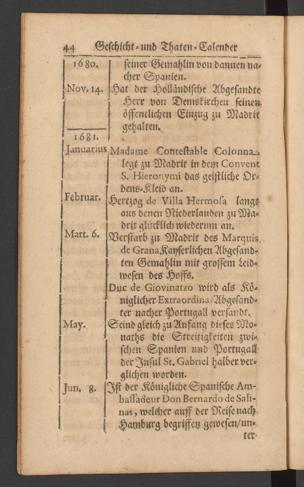 44 Geschicht- und Thaten-Calender
1680. seiner Gemahlin von dannen na-
cher Spanien.
Nov. 14. Hat der Holländische Abgesandte
Herr von Demskirchen seinen
öffentlichen Einzug zu Madrit
gehalten.
1681.
Januarius Madame Contestable Colonna
legt zu Madrit in dem Convent
S. Hieronymi das geistliche Or-
dens-Kleid an.
Februar. Hertzog de Villa Hermosa langt
aus denen Niederlanden zu Ma-
drit glücklich wiederum an.
Mart. 6. Verstarb zu Madrit des Marquis
de Grana Kayserlichen Abgesand-
ten Gemahlin mit grossem Leid-
wesen des Hoffs.
Duc de Giovinatzo wird als Kö-
niglicher Extraordinar Abgesand-
ter nacher Portugall versandt.
May. Seind gleich zu Anfang dieses Mo-
naths die Streitigkeiten zwi-
schen Spanien und Portugall
der Insul St. Gabriel halber ver-
glichen worden.
Jun. 8. Ist der Königliche Spanische Am-
bassadeur Don Bernardo de Sali-
nas, welcher auff der Reise nach
Hamburg begriffen gewesen/un-
ter-